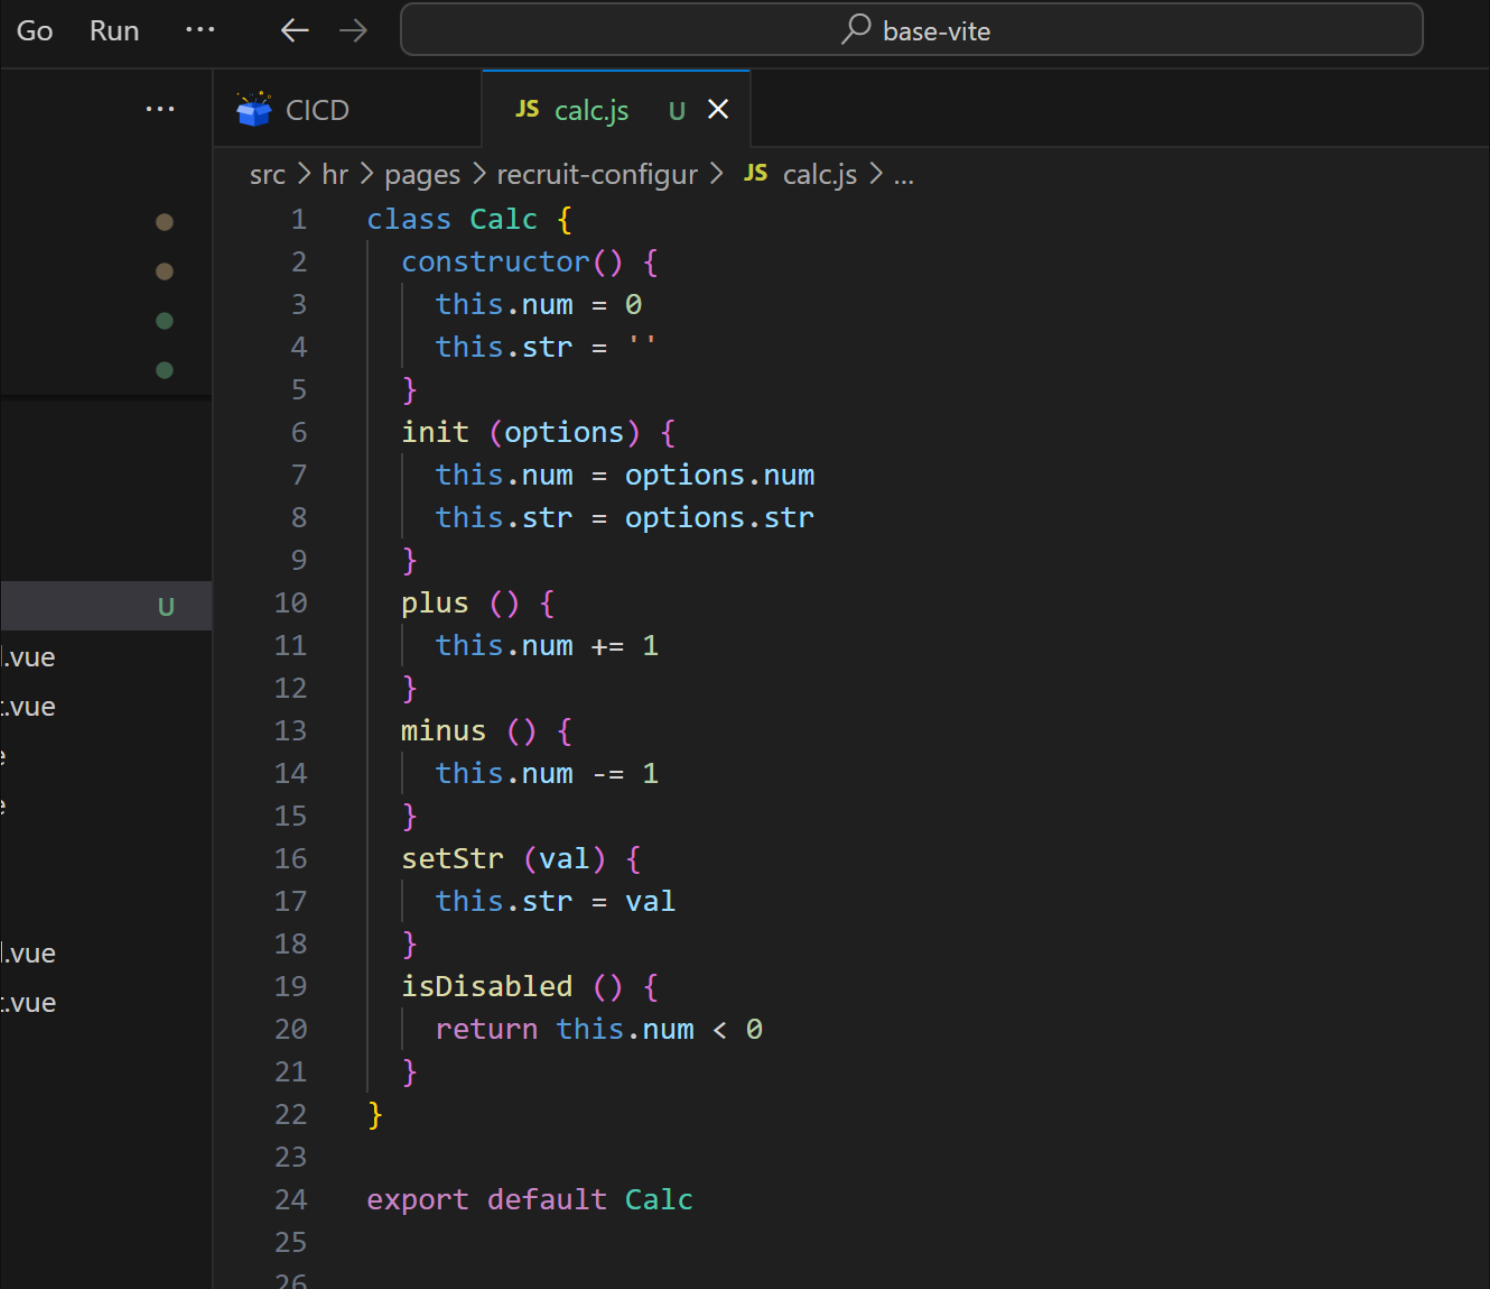 Go Run ··· ← → base-vite
··· CICD JS calc.js U ×
src > hr > pages > recruit-configur > JS calc.js > ...
1 class Calc {
2   constructor() {
3     this.num = 0
4     this.str = ''
5   }
6   init (options) {
7     this.num = options.num
8     this.str = options.str
9   }
10   plus () {
U
11     this.num += 1
.vue
12   }
.vue
13   minus () {
14     this.num -= 1
15   }
16   setStr (val) {
17     this.str = val
18   }
.vue
19   isDisabled () {
.vue
20     return this.num < 0
21   }
22 }
23
24 export default Calc
25
26